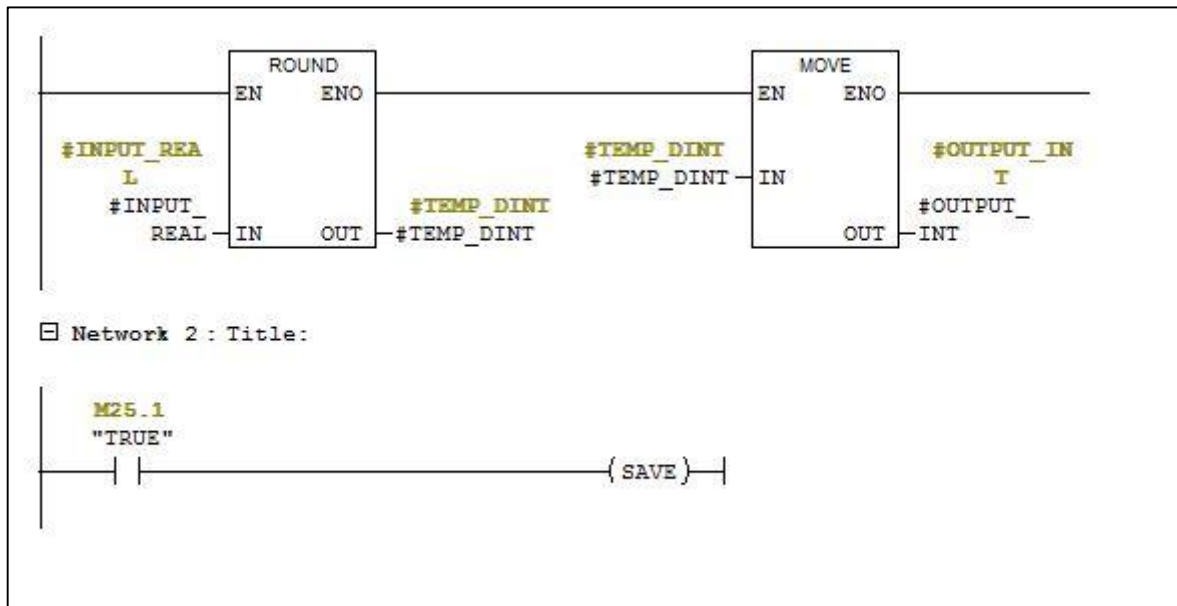 ROUND
MOVE
EN ENO
EN ENO
#INPUT_REA
L
#INPUT_
REAL
IN OUT
#TEMP_DINT
#TEMP_DINT
#TEMP_DINT
#TEMP_DINT
IN
OUT
#OUTPUT_IN
T
#OUTPUT_
INT
Network 2 : Title:
M25.1
"TRUE"
SAVE